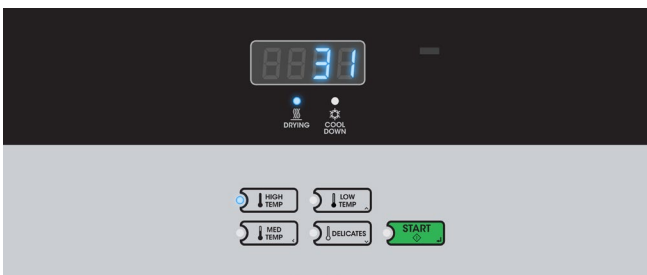 31
DRYING
COOL
DOWN
HIGH
TEMP
LOW
TEMP
MED
TEMP
DELICATES
START